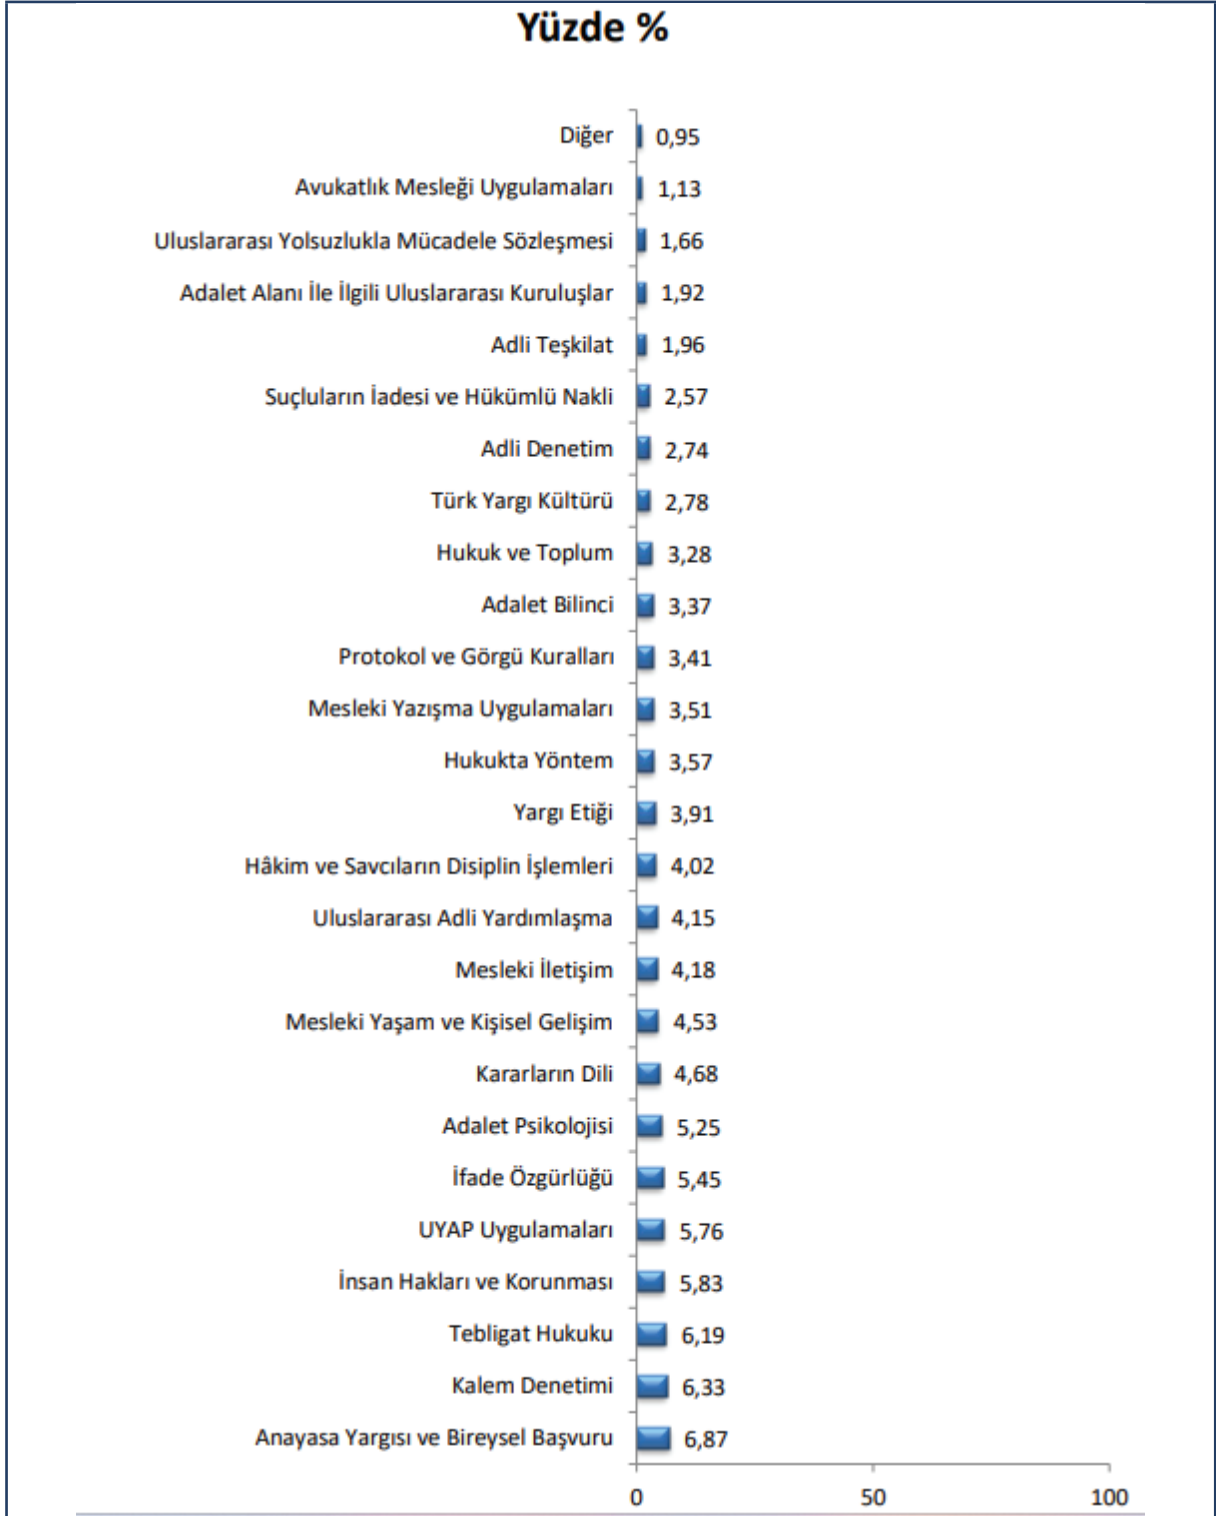 Yüzde %
Diğer 0,95
Avukatlık Mesleği Uygulamaları 1,13
Uluslararası Yolsuzlukla Mücadele Sözleşmesi 1,66
Adalet Alanı İle İlgili Uluslararası Kuruluşlar 1,92
Adli Teşkilat 1,96
Suçluların İadesi ve Hükümlü Nakli 2,57
Adli Denetim 2,74
Türk Yargı Kültürü 2,78
Hukuk ve Toplum 3,28
Adalet Bilinci 3,37
Protokol ve Görgü Kuralları 3,41
Mesleki Yazışma Uygulamaları 3,51
Hukukta Yöntem 3,57
Yargı Etiği 3,91
Hâkim ve Savcıların Disiplin İşlemleri 4,02
Uluslararası Adli Yardımlaşma 4,15
Mesleki İletişim 4,18
Mesleki Yaşam ve Kişisel Gelişim 4,53
Kararların Dili 4,68
Adalet Psikolojisi 5,25
İfade Özgürlüğü 5,45
UYAP Uygulamaları 5,76
İnsan Hakları ve Korunması 5,83
Tebligat Hukuku 6,19
Kalem Denetimi 6,33
Anayasa Yargısı ve Bireysel Başvuru 6,87
0 50 100